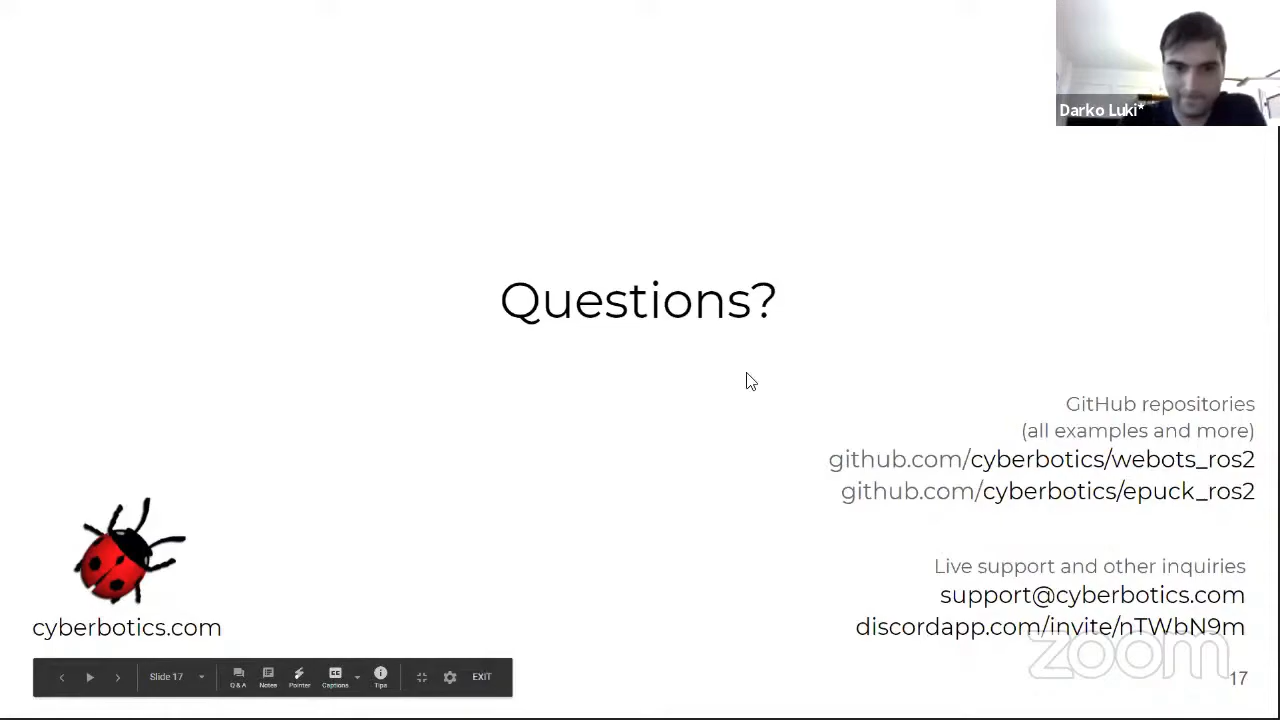 Darko Luki*
Questions?
GitHub repositories
(all examples and more)
github.com/cyberbotics/webots_ros2
github.com/cyberbotics/epuck_ros2
Live support and other inquiries
support@cyberbotics.com
discordapp.com/invite/nTWbN9m
cyberbotics.com
Slide 17
Q & A
Notes
Pointer
CC
Captions
Tips
EXIT
zoom
17